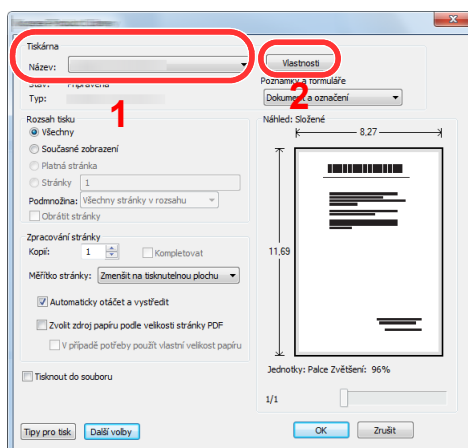 Tiskárna
Název:
Vlastnosti
Stav: Připravena
Poznámky a formuláře
Typ:
Dokument a označení
1
2
Rozsah tisku
Všechny
Současné zobrazení
Platná stránka
Stránky 1
Podmnožina: Všechny stránky v rozsahu
Obrátit stránky
Náhled: Složené
8,27
11,69
Zpracování stránky
Kopií: 1 Kompletovat
Měřítko stránky: Zmenšit na tisknutelnou plochu
Automaticky otáčet a vystředit
Zvolit zdroj papíru podle velikosti stránky PDF
V případě potřeby použít vlastní velikost papíru
Tisknout do souboru
Jednotky: Palce Zvětšení: 96%
1/1
Tipy pro tisk
Další volby
OK
Zrušit